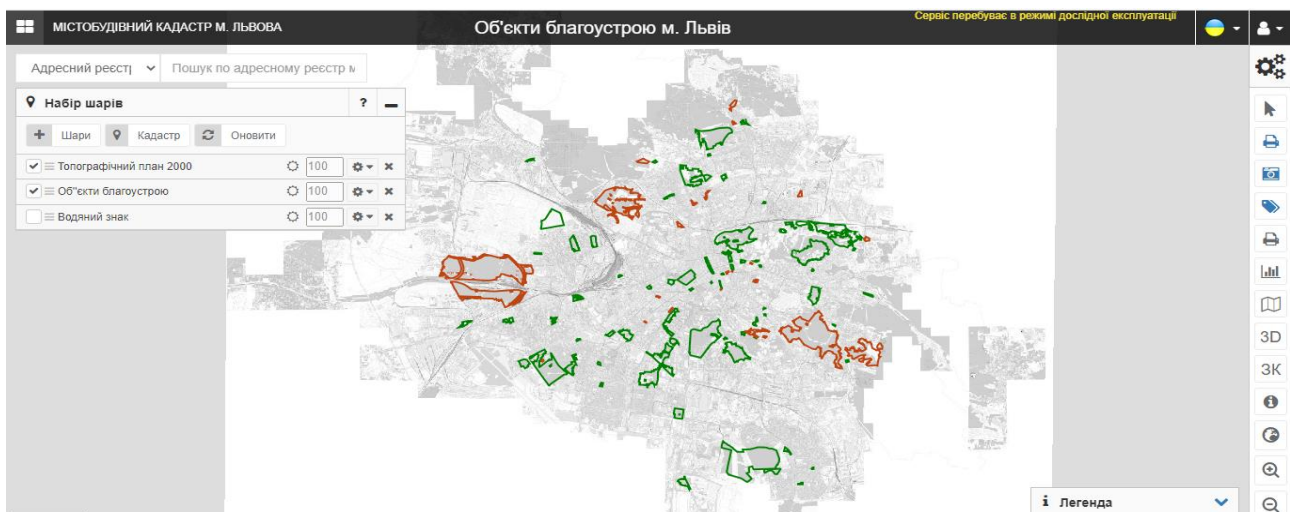 МІСТОБУДІВНИЙ КАДАСТР М. ЛЬВОВА
Об'єкти благоустрою м. Львів
Сервіс перебуває в режимі дослідної експлуатації
Адресний реєстр
Пошук по адресному реєстр м
Набір шарів ?
Шари Кадастр Оновити
Топографічний план 2000 100
Об"єкти благоустрою 100
Водяний знак 100
3D
ЗК
Легенда